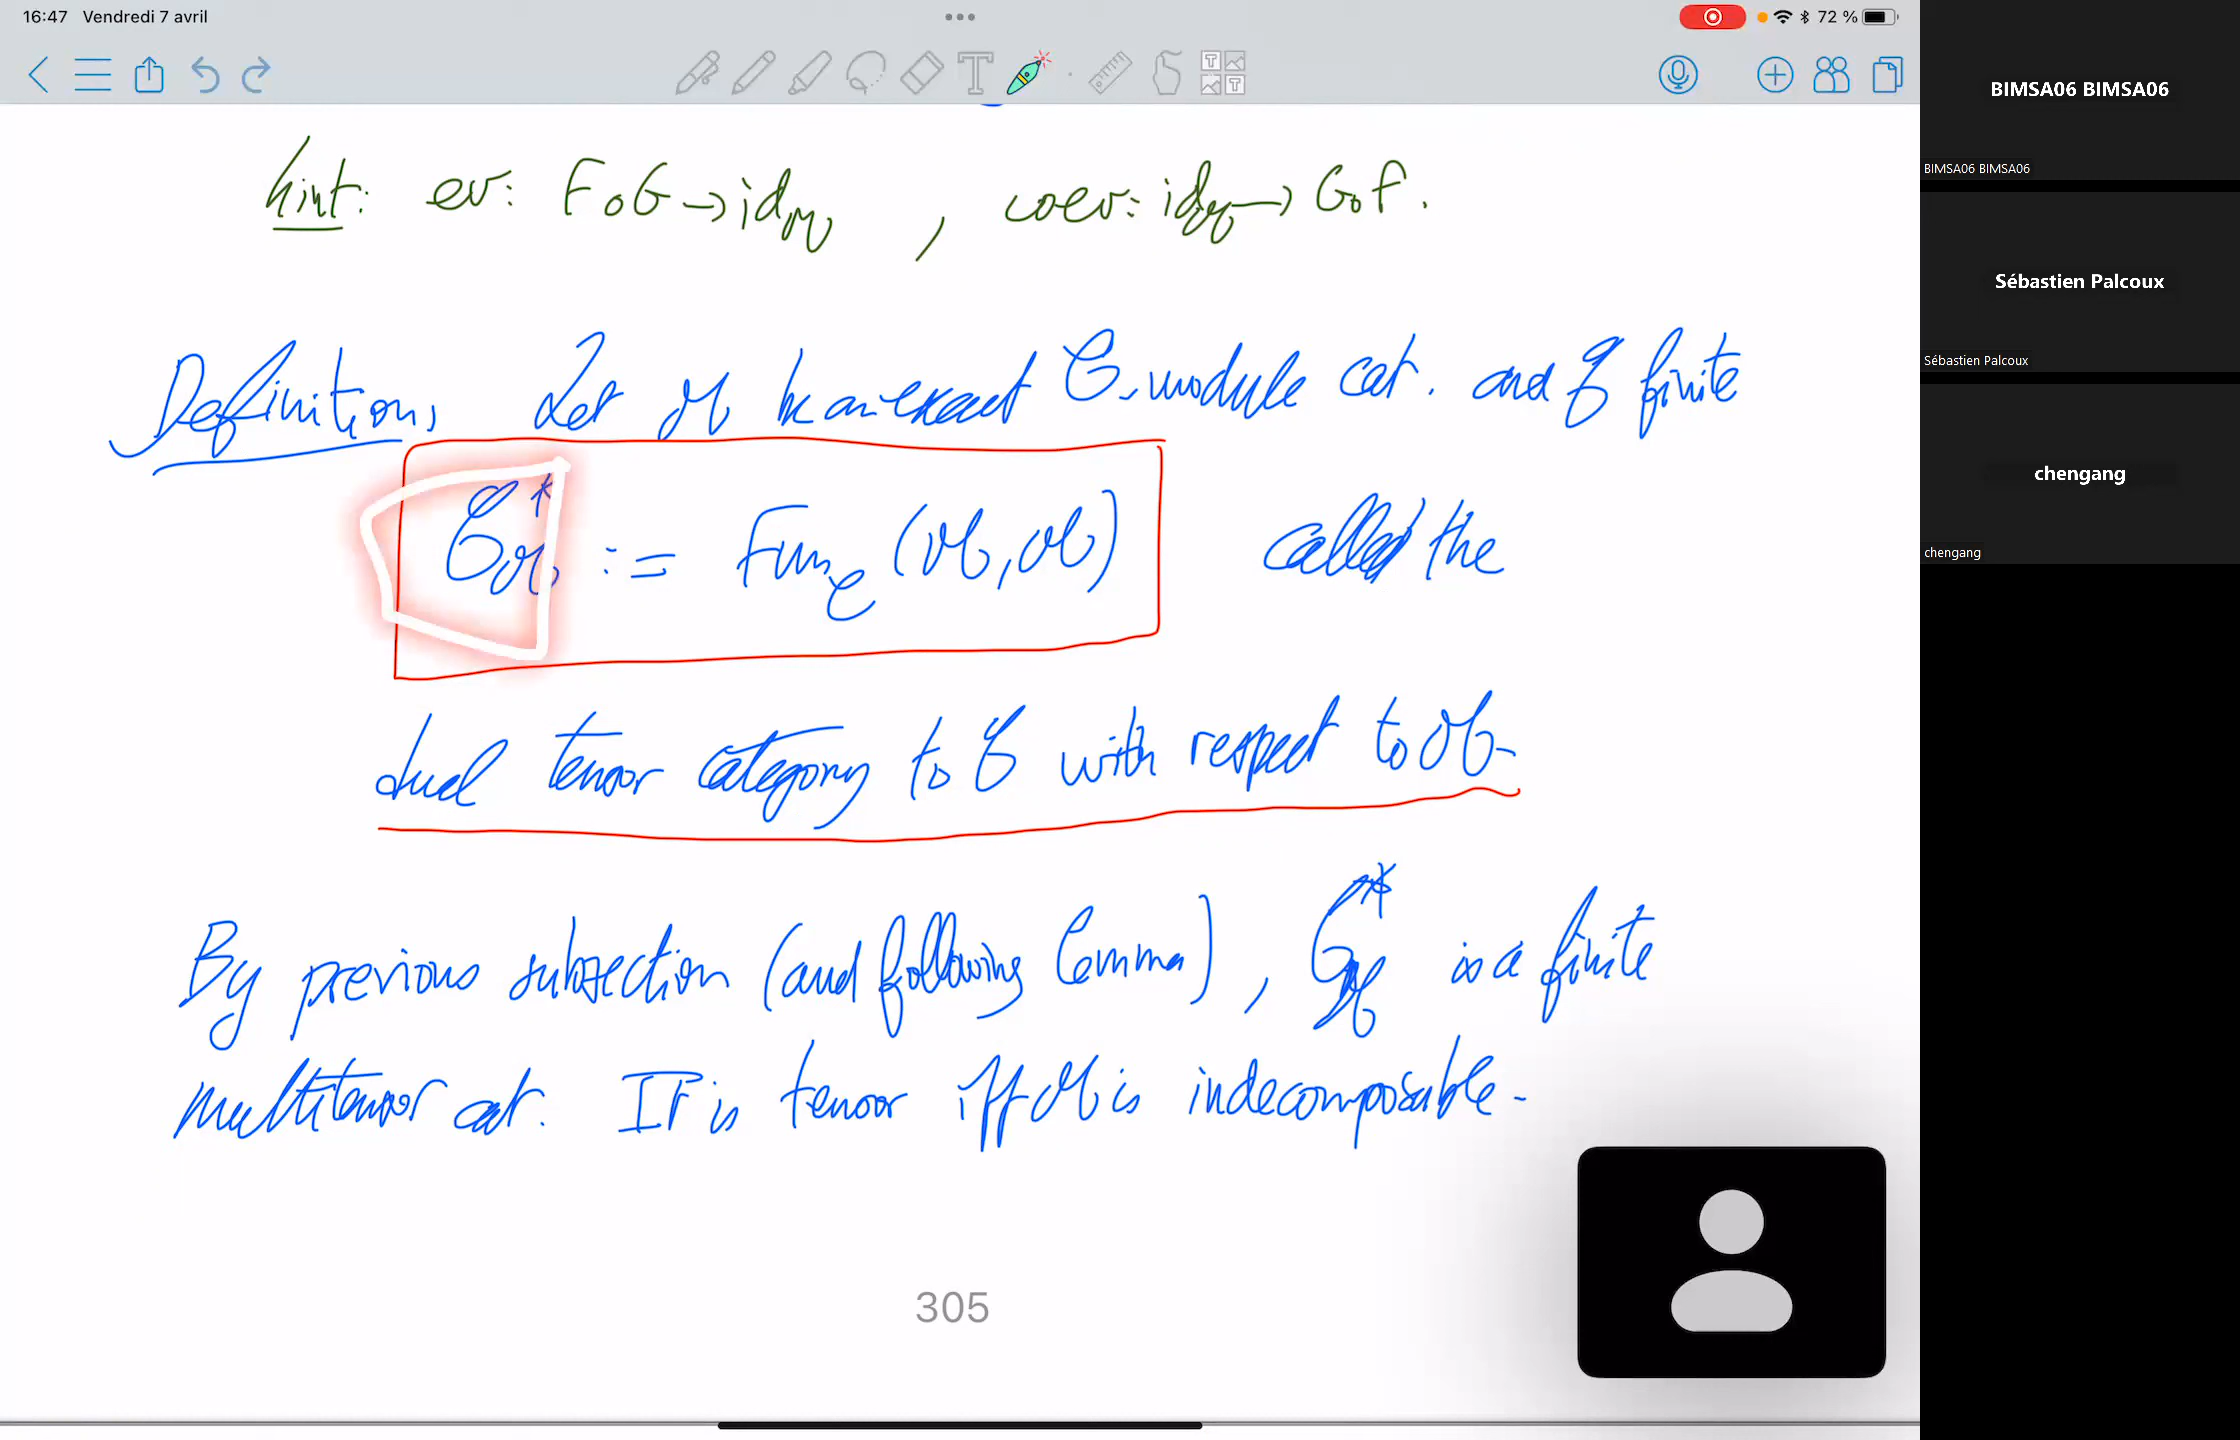 16:47 Vendredi 7 avril
72 %
hint: ev: F∘G → id_M , coev: id_M → G∘F.
Definition: Let M be an exact C-module cat. and C finite
C*_M := Fun_C (M, M) called the
dual tensor category to C with respect to M.
By previous subsection (and following Lemma), C*_M is a finite
multitensor cat. It is tensor iff M is indecomposable.
305
BIMSA06 BIMSA06
BIMSA06 BIMSA06
Sébastien Palcoux
Sébastien Palcoux
chengang
chengang